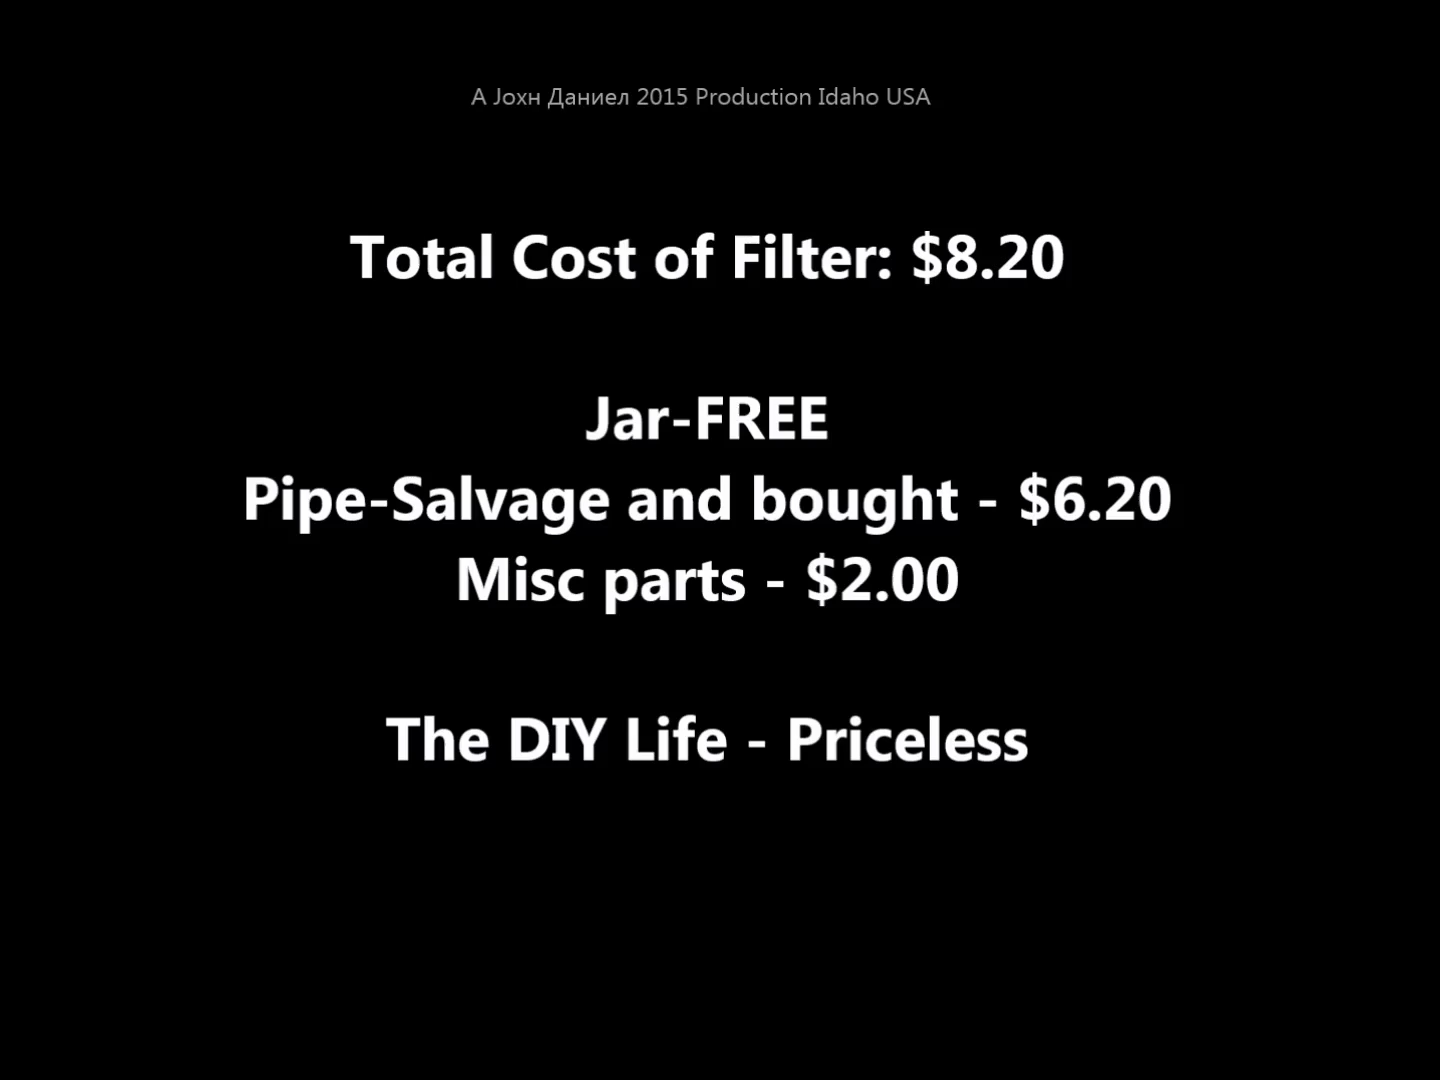 A Јохн Даниел 2015 Production Idaho USA
Total Cost of Filter: $8.20
Jar-FREE
Pipe-Salvage and bought - $6.20
Misc parts - $2.00
The DIY Life - Priceless